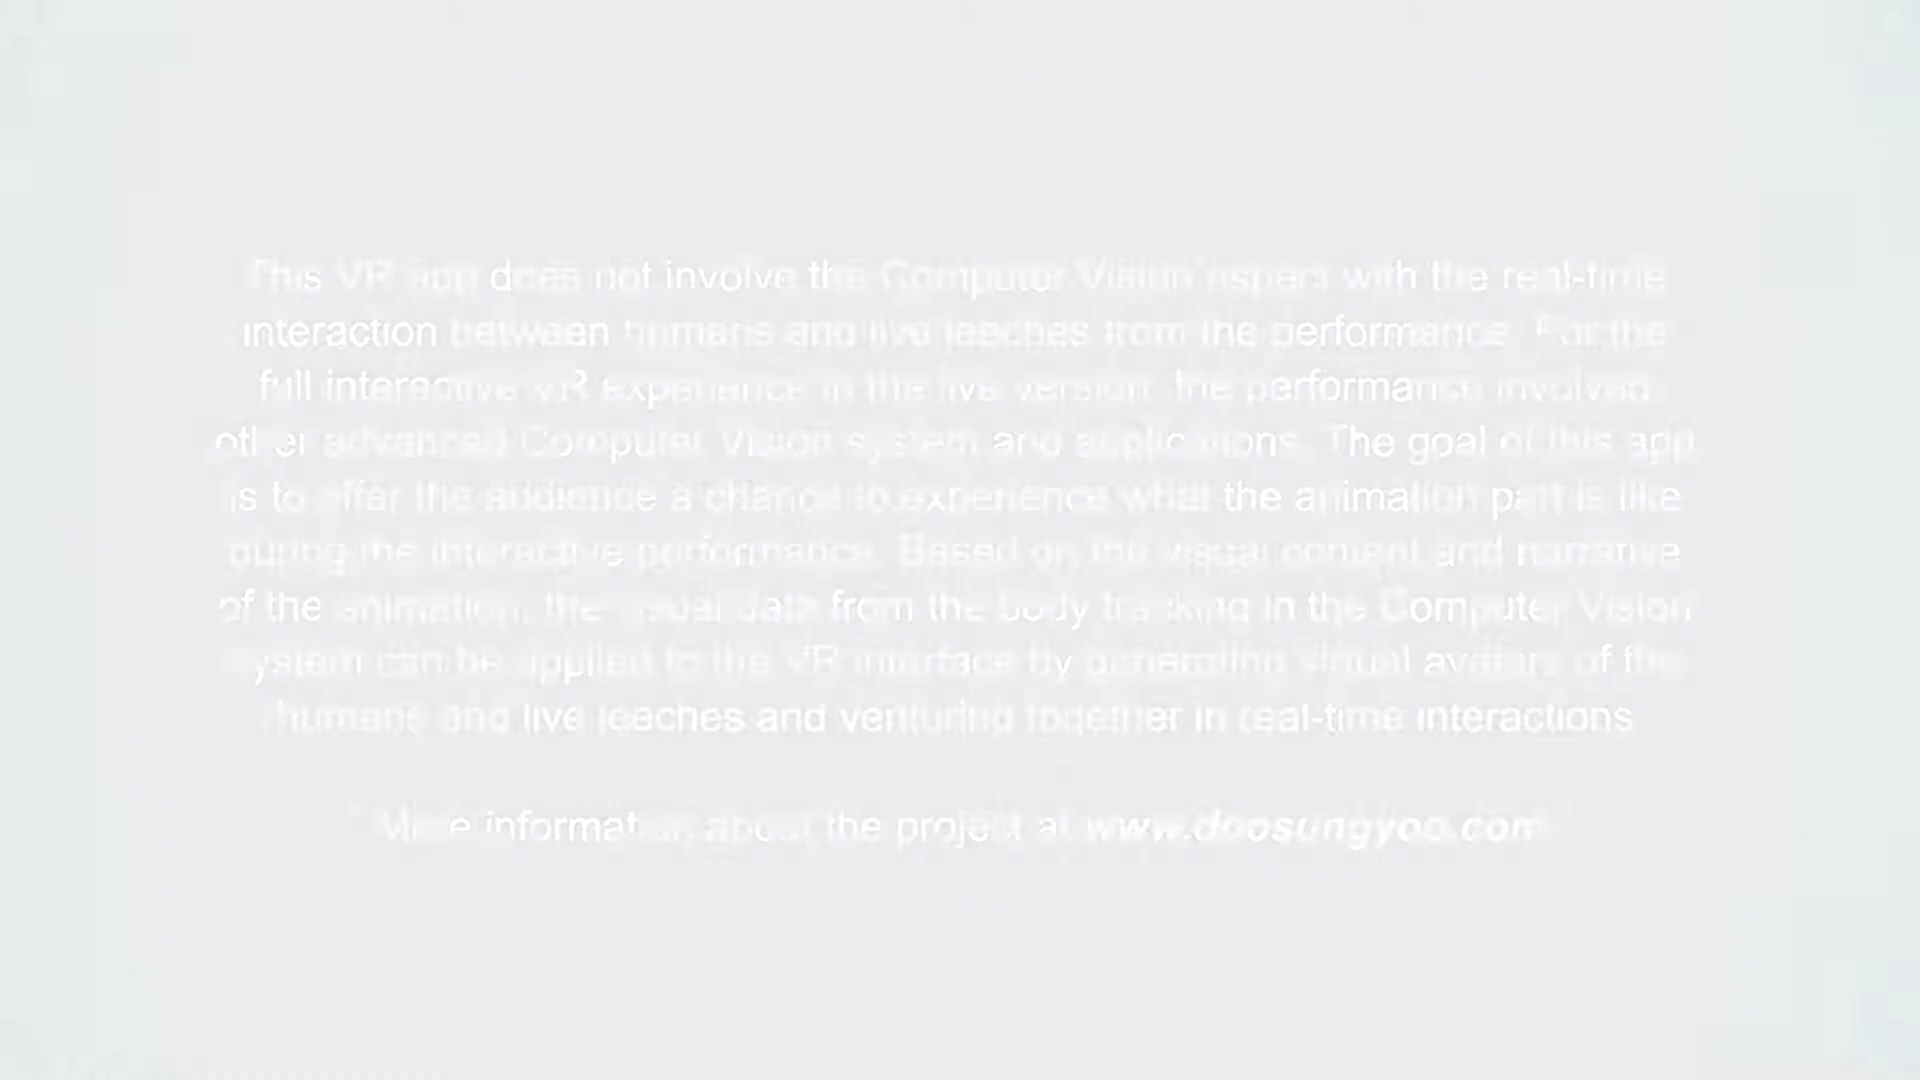 This VR app does not involve the Computer Vision aspect with the real-time
interaction between humans and live leeches from the performance. For the
full interactive VR experience in the live version, the performance involved
other advanced Computer Vision system and applications. The goal of this app
is to offer the audience a chance to experience what the animation part is like
during the interactive performance. Based on the visual content and narrative
of the animation, the visual data from the body tracking in the Computer Vision
system can be applied to the VR interface by generating virtual avatars of the
humans and live leeches and venturing together in real-time interactions
More information about the project at www.doosungyoo.com